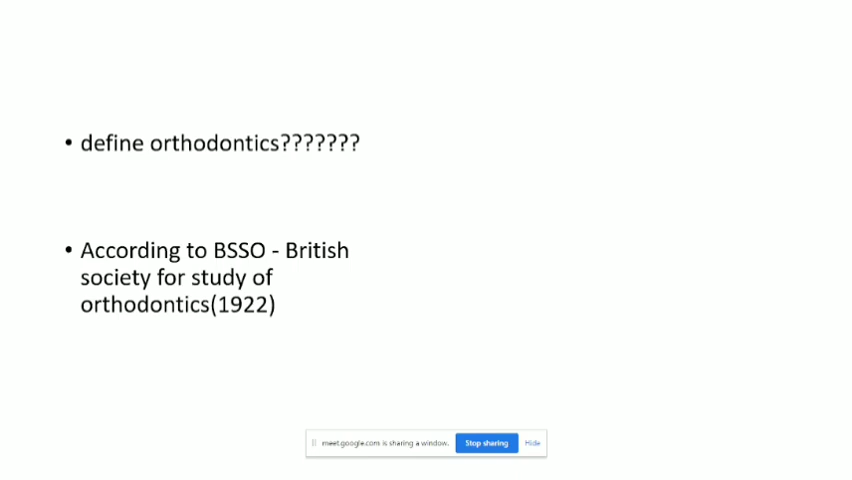 • define orthodontics???????
• According to BSSO - British
society for study of
orthodontics(1922)
meet.google.com is sharing a window. Stop sharing Hide